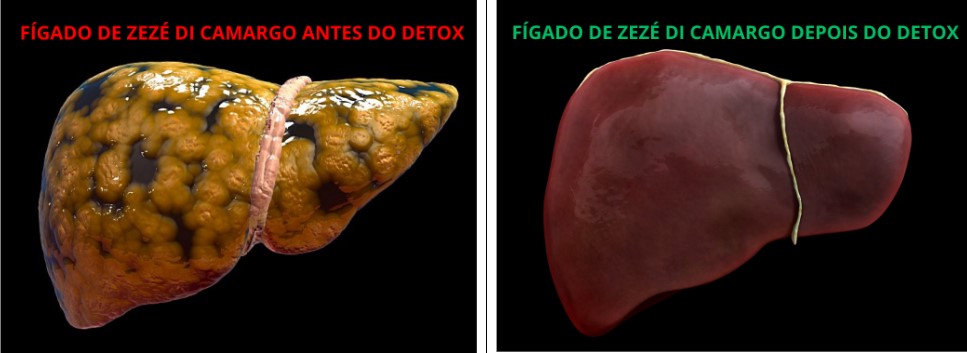 FÍGADO DE ZEZÉ DI CAMARGO ANTES DO DETOX
FÍGADO DE ZEZÉ DI CAMARGO DEPOIS DO DETOX